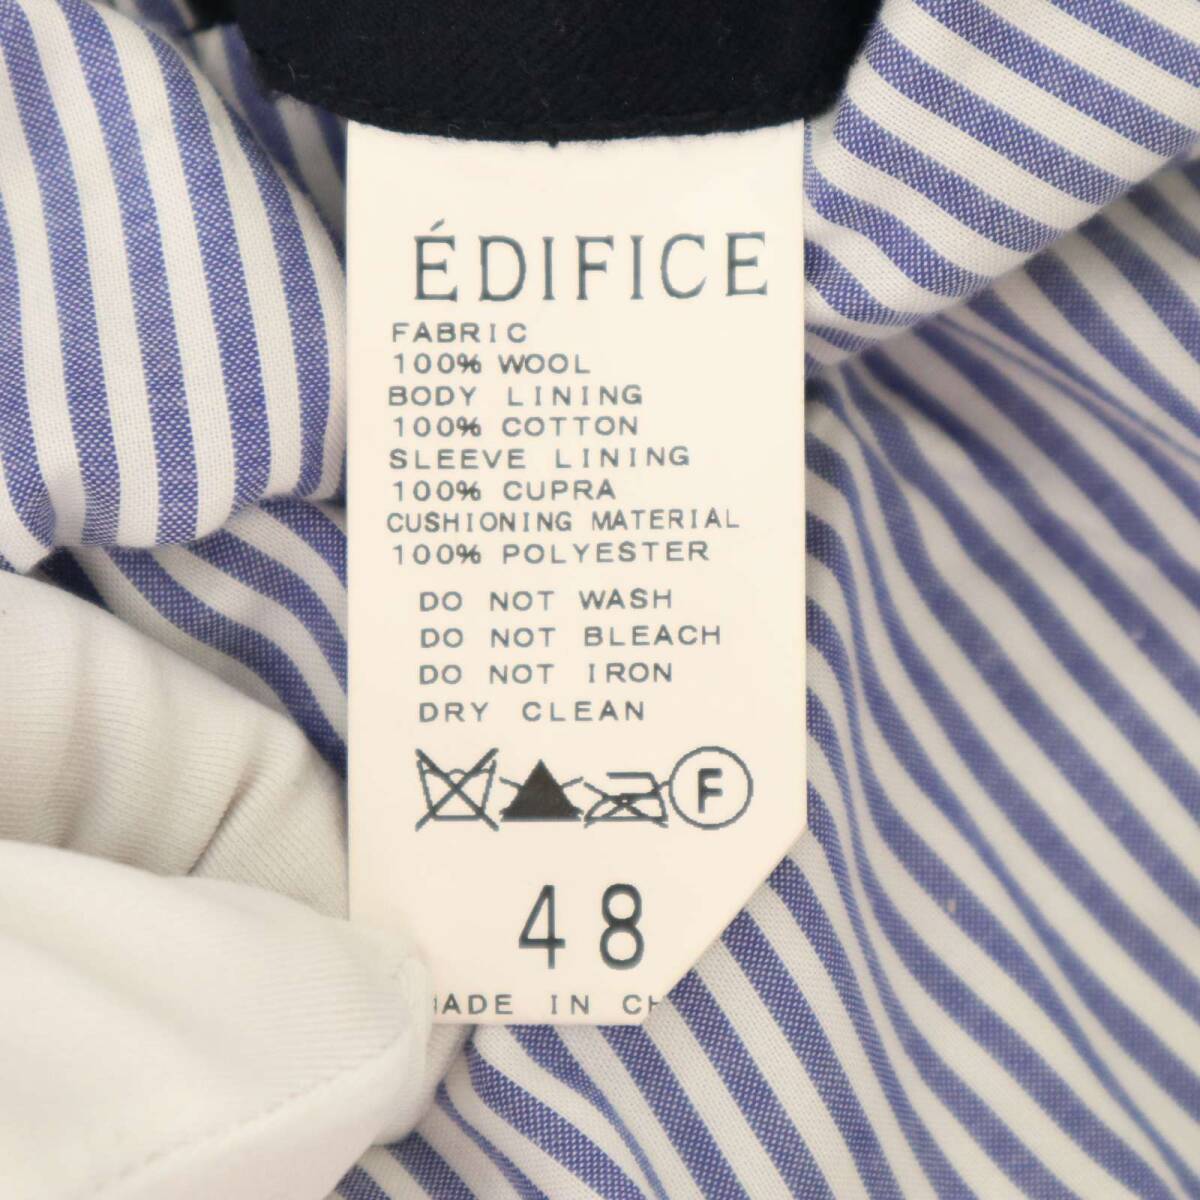 ÉDIFICE
FABRIC
100% WOOL
BODY LINING
100% COTTON
SLEEVE LINING
100% CUPRA
CUSHIONING MATERIAL
100% POLYESTER
DO NOT WASH
DO NOT BLEACH
DO NOT IRON
DRY CLEAN
F
48
IN